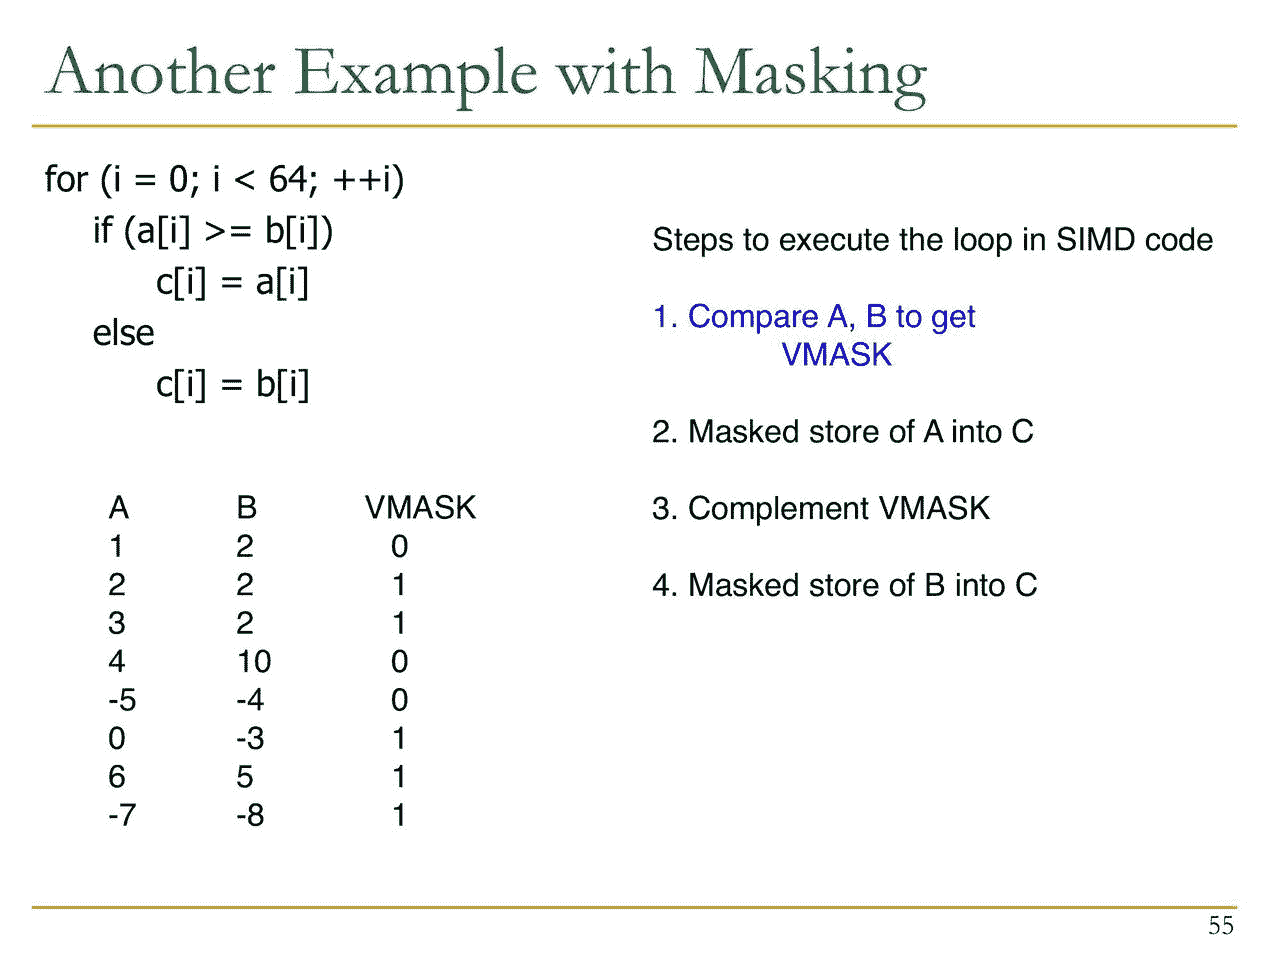 Another Example with Masking
for (i = 0; i < 64; ++i)
if (a[i] >= b[i])
c[i] = a[i]
else
c[i] = b[i]
A B VMASK
1 2 0
2 2 1
3 2 1
4 10 0
-5 -4 0
0 -3 1
6 5 1
-7 -8 1
Steps to execute the loop in SIMD code
1. Compare A, B to get
VMASK
2. Masked store of A into C
3. Complement VMASK
4. Masked store of B into C
55